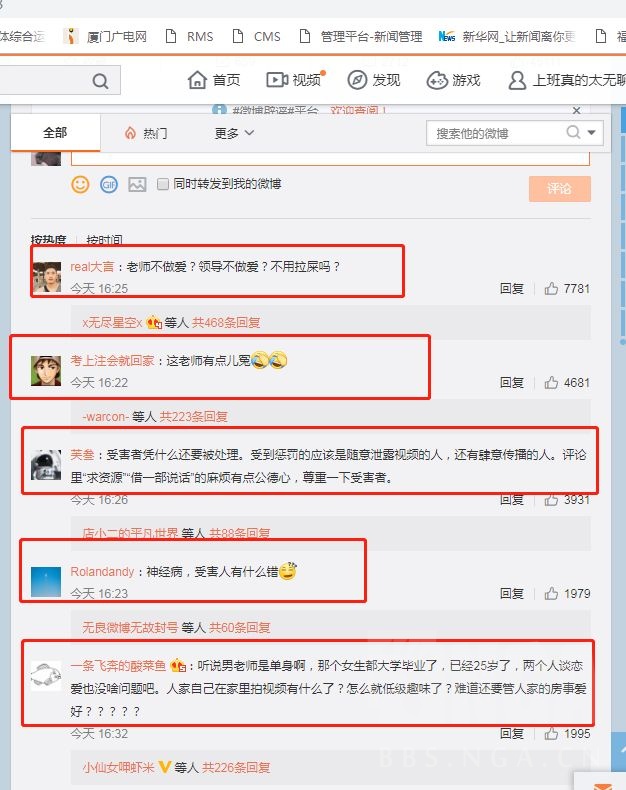 体综合运
厦门广电网
RMS
CMS
管理平台-新闻管理
News
新华网_让新闻离你更
福
首页
视频
发现
游戏
上班真的太无聊
#微博辟谣#平台
欢迎查阅！
全部
热门
更多
搜索他的微博
GIF
同时转发到我的微博
评论
按热度
按时间
real大言：老师不做爱？领导不做爱？不用拉屎吗？
今天 16:25
回复
7781
x无尽星空x
等人 共468条回复
考上注会就回家：这老师有点儿冤
今天 16:22
回复
4681
-warcon- 等人 共223条回复
芙叁：受害者凭什么还要被处理。受到惩罚的应该是随意泄露视频的人，还有肆意传播的人。评论
里“求资源”“借一部说话”的麻烦有点公德心，尊重一下受害者。
今天 16:26
回复
3931
店小二的平凡世界 等人 共88条回复
Rolandandy：神经病，受害人有什么错
今天 16:23
回复
1979
无良微博无故封号 等人 共60条回复
一条飞奔的酸菜鱼
：听说男老师是单身啊，那个女生都大学毕业了，已经25岁了，两个人谈恋
爱也没啥问题吧。人家自己在家里拍视频有什么了？怎么就低级趣味了？难道还要管人家的房事爱
好？？？？？
今天 16:32
回复
1995
小仙女呷虾米
等人 共226条回复
BBS.NGA.CN